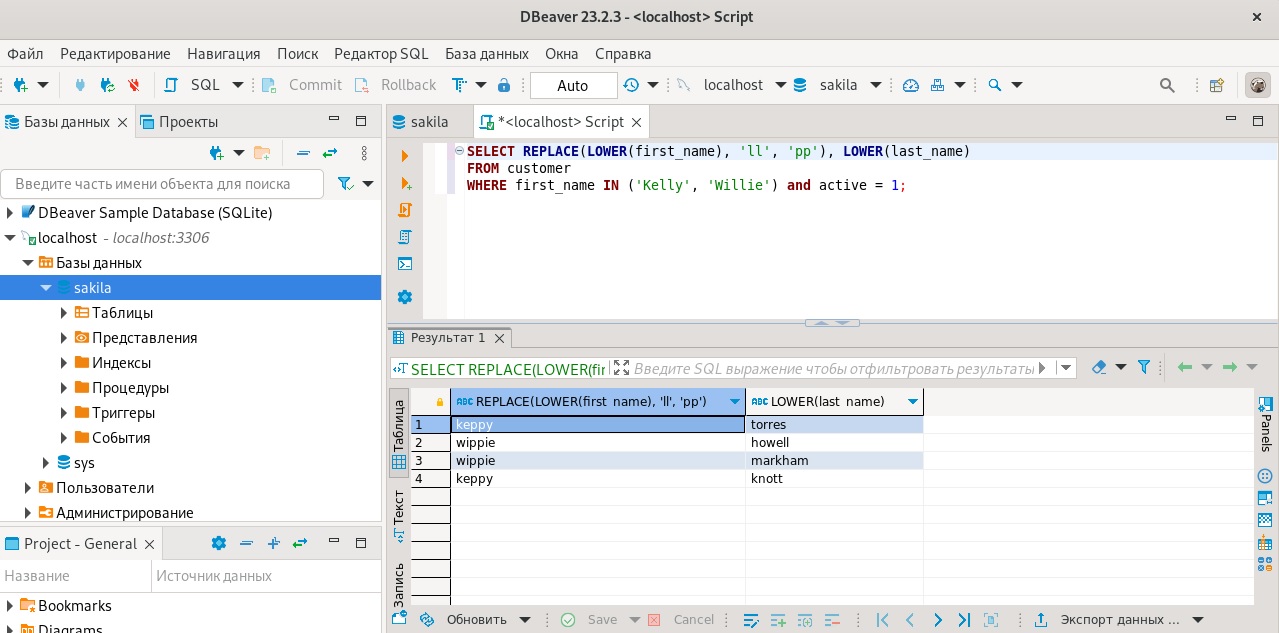 DBeaver 23.2.3 - <localhost> Script
Файл Редактирование Навигация Поиск Редактор SQL База данных Окна Справка
SQL Commit Rollback Auto localhost sakila
Базы данных Проекты
Введите часть имени объекта для поиска
DBeaver Sample Database (SQLite)
localhost - localhost:3306
Базы данных
sakila
Таблицы
Представления
Индексы
Процедуры
Триггеры
События
sys
Пользователи
Администрирование
Project - General
Название Источник данных
Bookmarks
Diagrams
sakila *<localhost> Script
SELECT REPLACE(LOWER(first_name), 'll', 'pp'), LOWER(last_name)
FROM customer
WHERE first_name IN ('Kelly', 'Willie') and active = 1;
Результат 1
SELECT REPLACE(LOWER(fir Введите SQL выражение чтобы отфильтровать результаты
Таблица
Текст
Запись
ABC REPLACE(LOWER(first_name), 'll', 'pp') ABC LOWER(last_name)
1 keppy torres
2 wippie howell
3 wippie markham
4 keppy knott
Panels
Обновить Save Cancel Экспорт данных ...